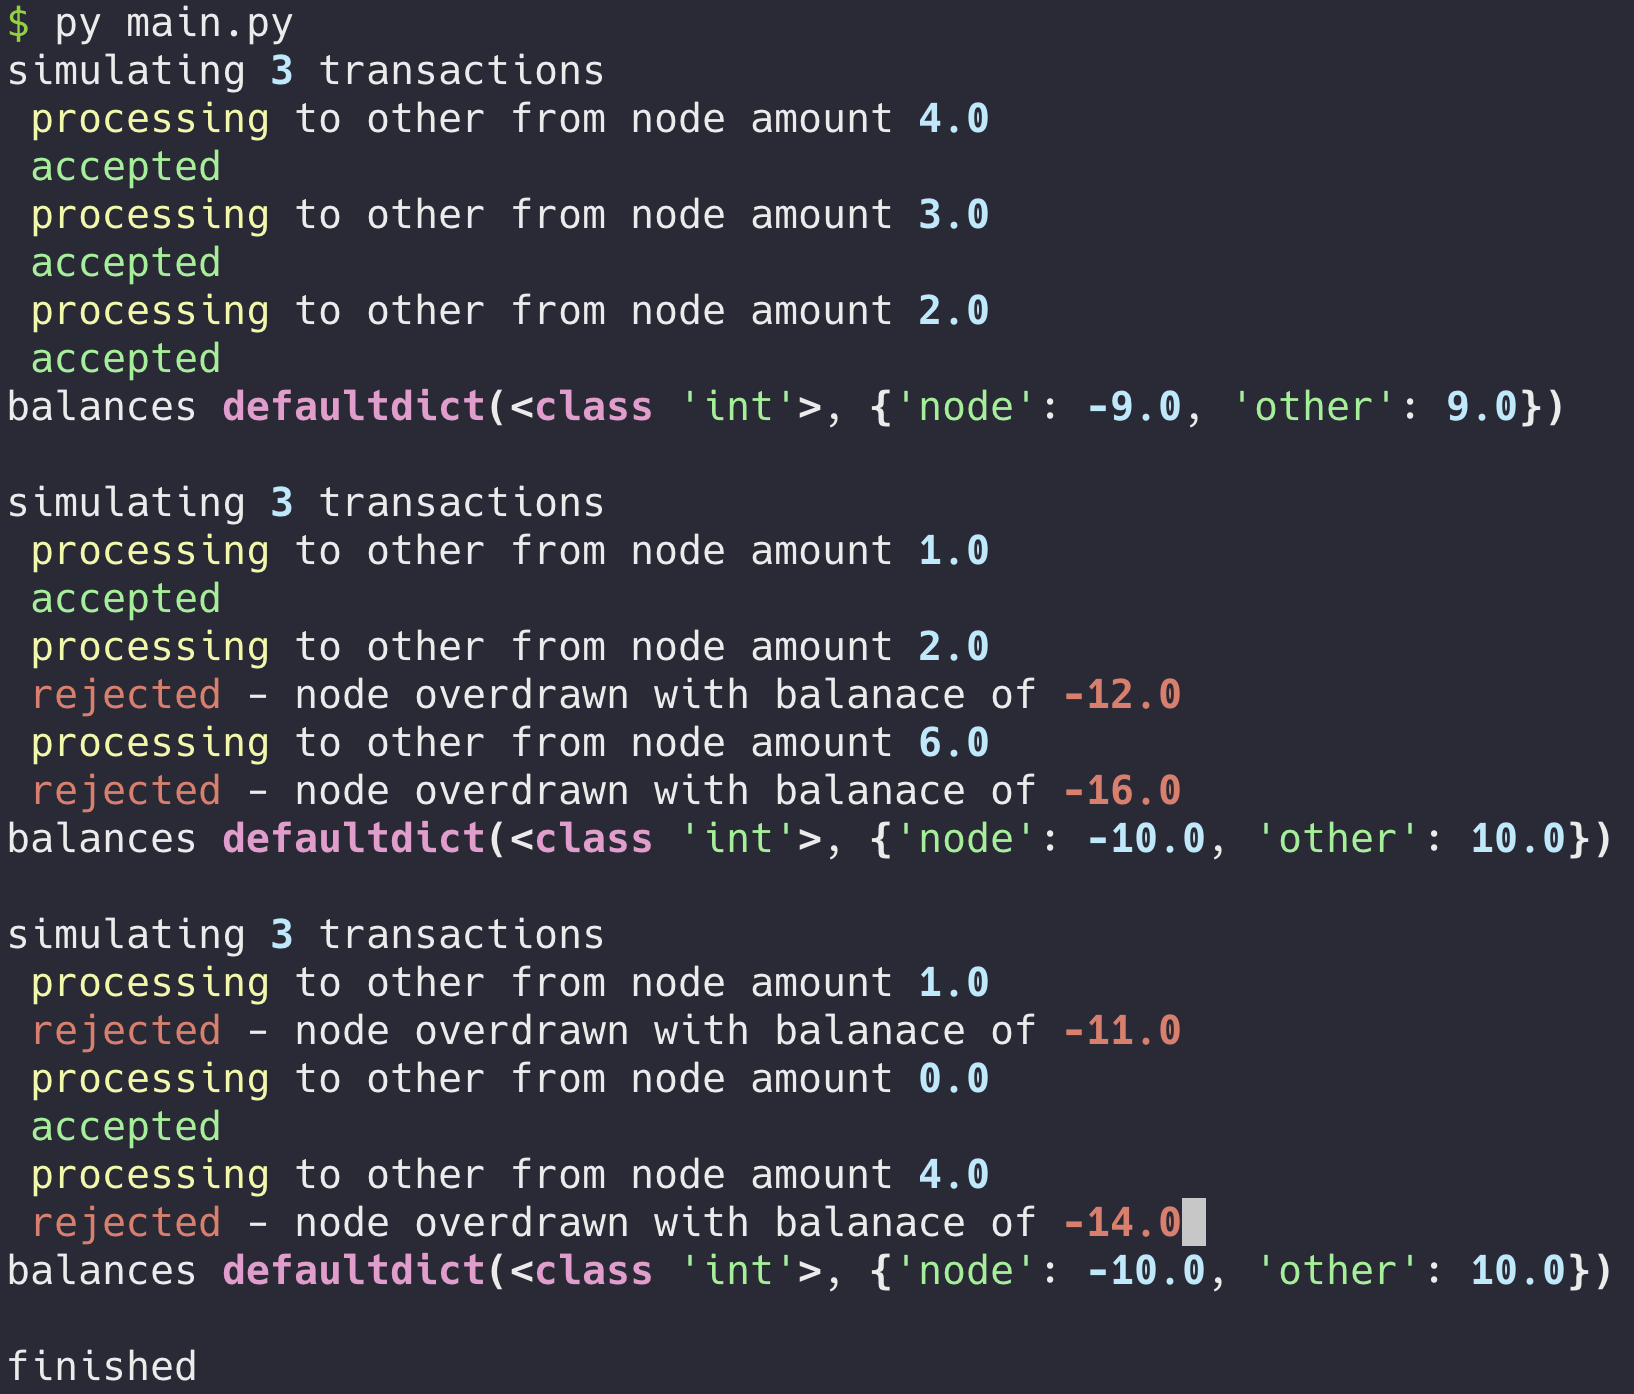 $ py main.py
simulating 3 transactions
processing to other from node amount 4.0
accepted
processing to other from node amount 3.0
accepted
processing to other from node amount 2.0
accepted
balances defaultdict(<class 'int'>, {'node': -9.0, 'other': 9.0})
simulating 3 transactions
processing to other from node amount 1.0
accepted
processing to other from node amount 2.0
rejected - node overdrawn with balanace of -12.0
processing to other from node amount 6.0
rejected - node overdrawn with balanace of -16.0
balances defaultdict(<class 'int'>, {'node': -10.0, 'other': 10.0})
simulating 3 transactions
processing to other from node amount 1.0
rejected - node overdrawn with balanace of -11.0
processing to other from node amount 0.0
accepted
processing to other from node amount 4.0
rejected - node overdrawn with balanace of -14.0
balances defaultdict(<class 'int'>, {'node': -10.0, 'other': 10.0})
finished